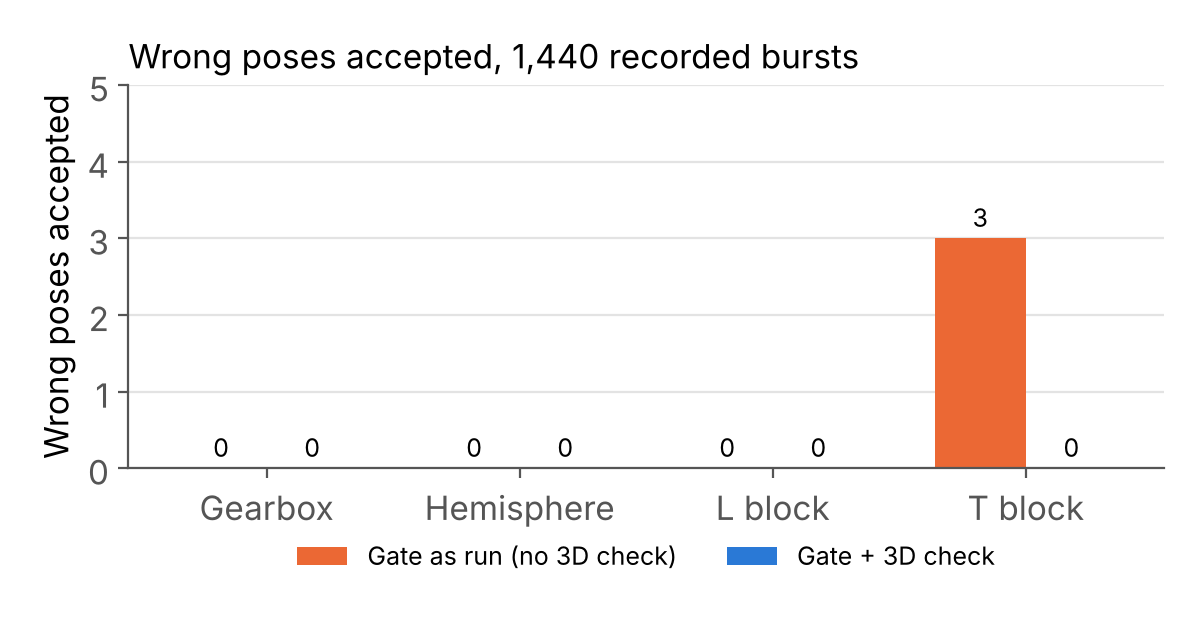 Wrong poses accepted, 1,440 recorded bursts
Wrong poses accepted
5
4
3
2
1
0
0 0 0 0 0 0 3 0
Gearbox Hemisphere L block T block
Gate as run (no 3D check) Gate + 3D check